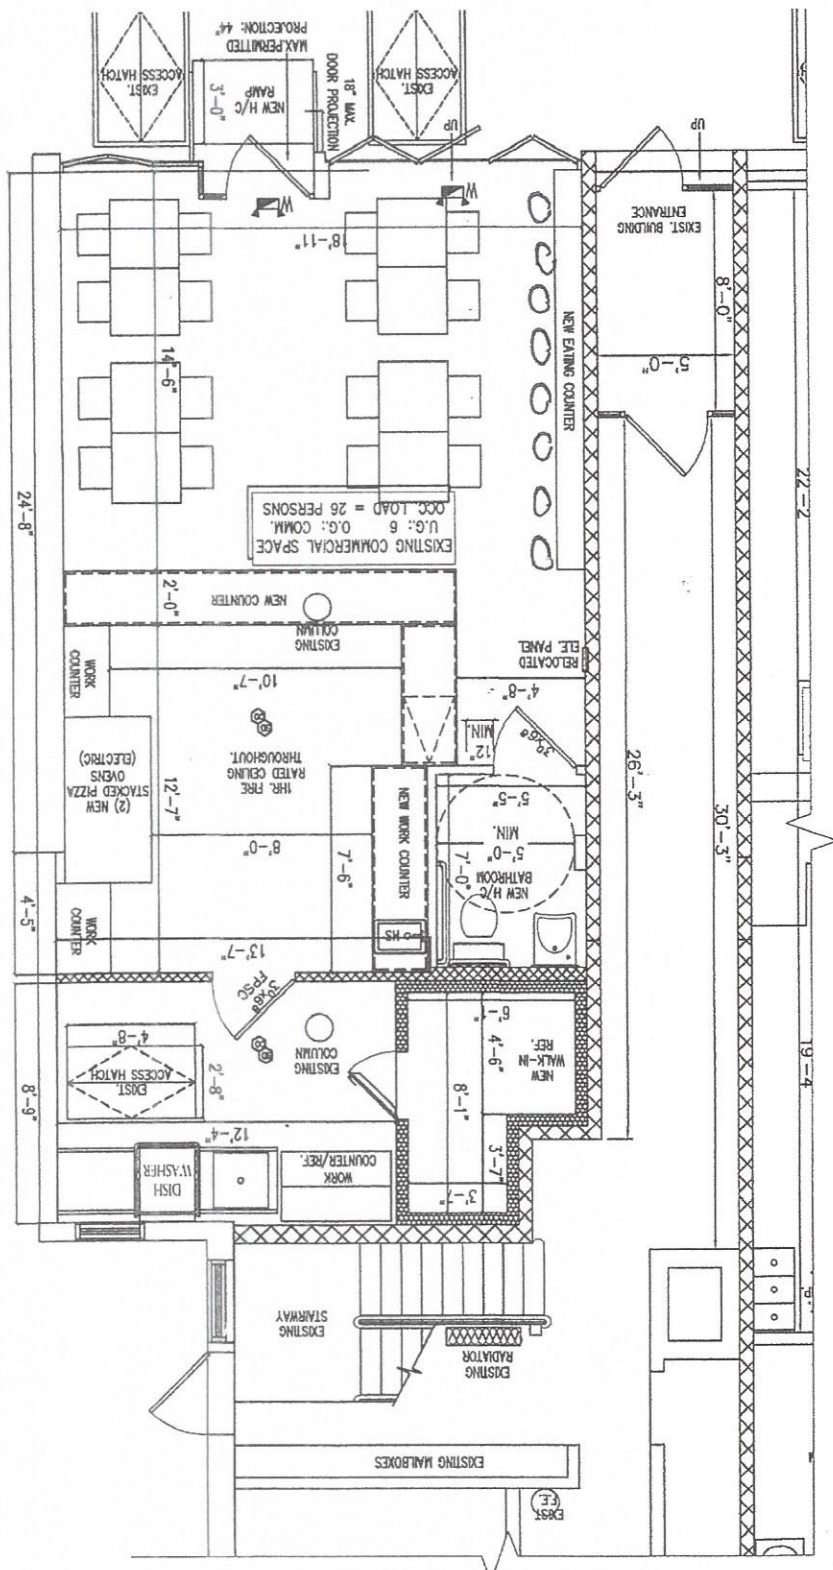 MAX.PERMITTED
PROJECTION: 44"
EXIST.
ACCESS HATCH
NEW H/C
RAMP
3'-0"
18" MAX.
DOOR PROJECTION
EXIST.
ACCESS HATCH
UP
UP
W
W
EXIST. BUILDING
ENTRANCE
18'-11"
8'-0"
5'-0"
14'-6"
NEW EATING COUNTER
24'-8"
22'-2
EXISTING COMMERCIAL SPACE
U.G.: 6 O.G.: COMM.
OCC. LOAD = 26 PERSONS
NEW COUNTER
2'-0"
EXISTING
COLUMN
RELOCATED
ELE. PANEL
WORK
COUNTER
10'-7"
4'-8"
12"
MIN.
30x68
(2) NEW
STACKED PIZZA
OVENS
(ELECTRIC)
1HR. FIRE
RATED CEILING
THROUGHOUT.
12'-7"
26'-3"
30'-3"
5'-5"
NEW WORK COUNTER
8'-0"
7'-6"
5'-0"
MIN.
7'-0"
NEW H/C
BATHROOM
4'-5"
WORK
COUNTER
HS
13'-7"
30x68
FPSC
EXISTING
COLUMN
4'-8"
EXIST.
ACCESS HATCH
2'-8"
6'-1"
4'-6"
NEW
WALK-IN
REF.
8'-1"
19'-4
8'-9"
12'-4"
3'-7"
3'-7"
DISH
WASHER
WORK
COUNTER/REF.
EXISTING
STAIRWAY
EXISTING
RADIATOR
EXISTING MAILBOXES
EXIST.
F.E.